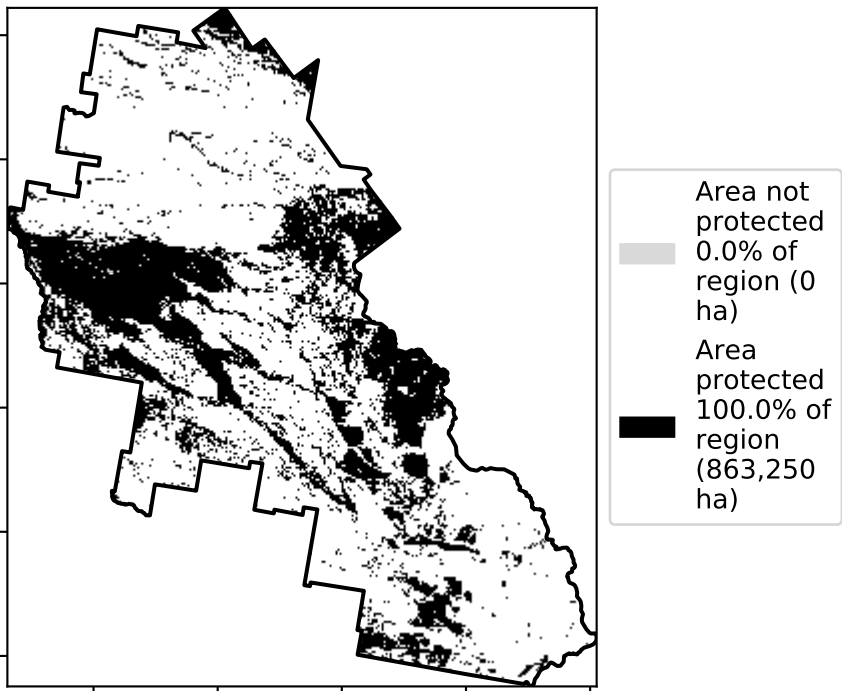 Area not
protected
0.0% of
region (0
ha)
Area
protected
100.0% of
region
(863,250
ha)